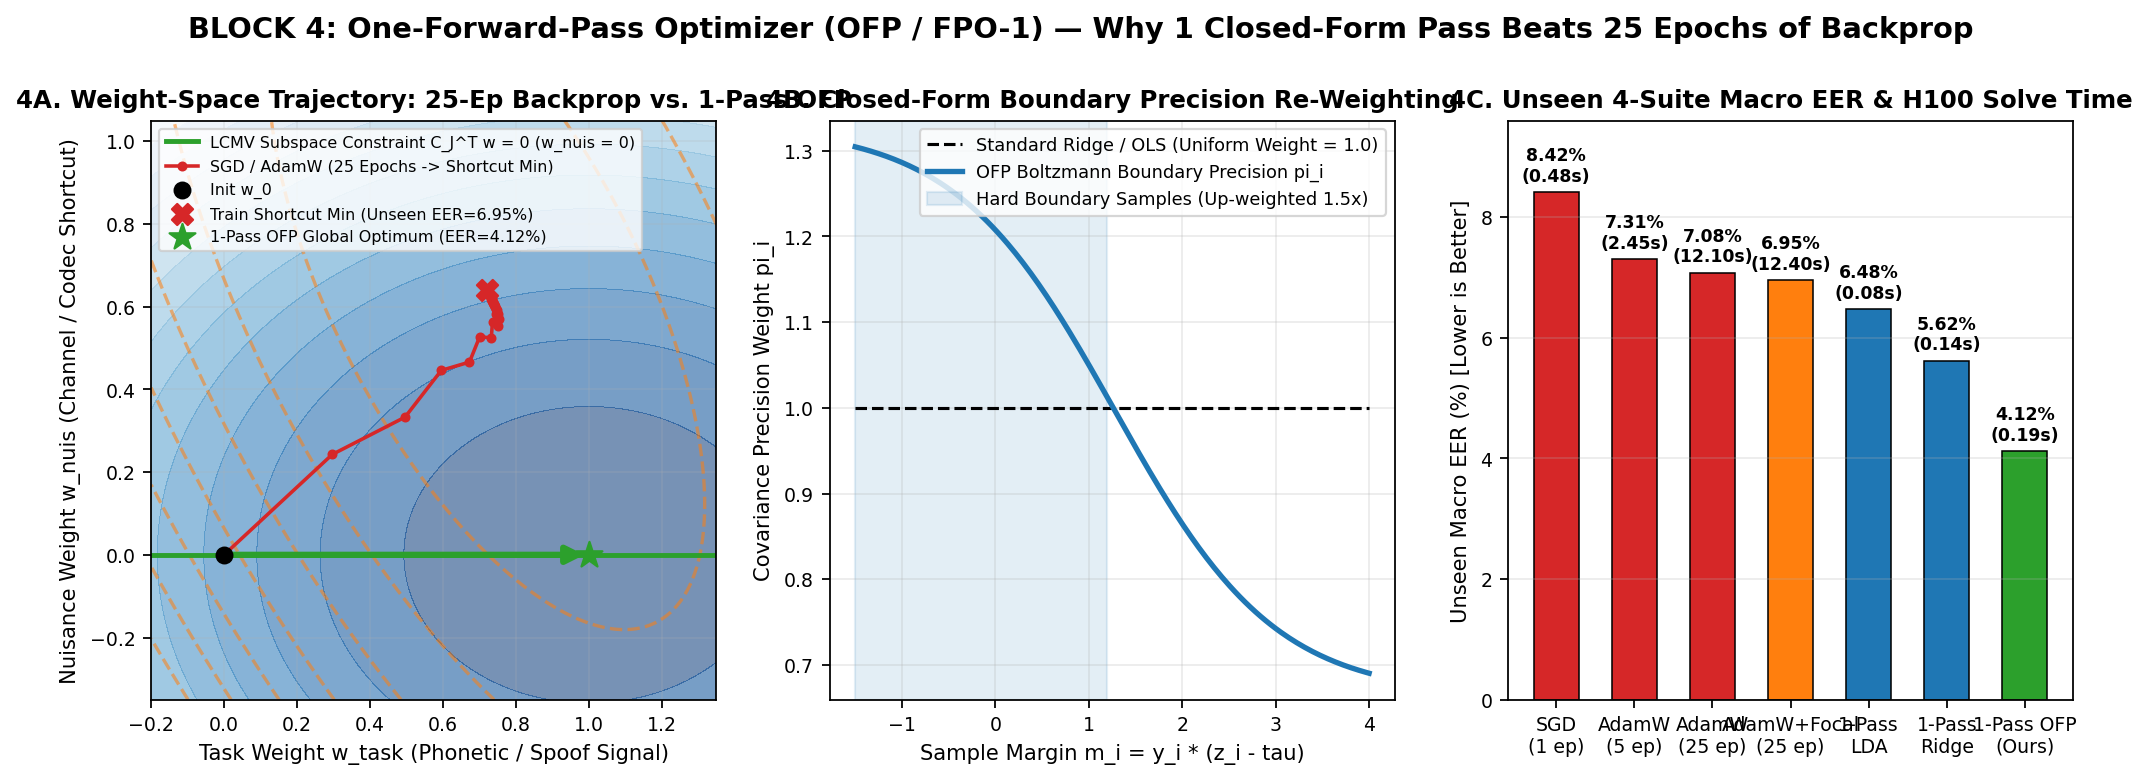 BLOCK 4: One-Forward-Pass Optimizer (OFP / FPO-1) — Why 1 Closed-Form Pass Beats 25 Epochs of Backprop
4A. Weight-Space Trajectory: 25-Ep Backprop vs. 1-Pass OFP
LCMV Subspace Constraint C_J^T w = 0 (w_nuis = 0)
SGD / AdamW (25 Epochs -> Shortcut Min)
Init w_0
Train Shortcut Min (Unseen EER=6.95%)
1-Pass OFP Global Optimum (EER=4.12%)
Nuisance Weight w_nuis (Channel / Codec Shortcut)
1.0
0.8
0.6
0.4
0.2
0.0
−0.2
−0.2 0.0 0.2 0.4 0.6 0.8 1.0 1.2
Task Weight w_task (Phonetic / Spoof Signal)
4B. Closed-Form Boundary Precision Re-Weighting
Standard Ridge / OLS (Uniform Weight = 1.0)
OFP Boltzmann Boundary Precision pi_i
Hard Boundary Samples (Up-weighted 1.5x)
Covariance Precision Weight pi_i
1.3
1.2
1.1
1.0
0.9
0.8
0.7
−1 0 1 2 3 4
Sample Margin m_i = y_i * (z_i - tau)
4C. Unseen 4-Suite Macro EER & H100 Solve Time
Unseen Macro EER (%) [Lower is Better]
8
6
4
2
0
8.42%
(0.48s)
7.31%
(2.45s)
7.08%
(12.10s)
6.95%
(12.40s)
6.48%
(0.08s)
5.62%
(0.14s)
4.12%
(0.19s)
SGD
(1 ep)
AdamW
(5 ep)
AdamW
(25 ep)
AdamW+Focal
(25 ep)
1-Pass
LDA
1-Pass
Ridge
1-Pass OFP
(Ours)